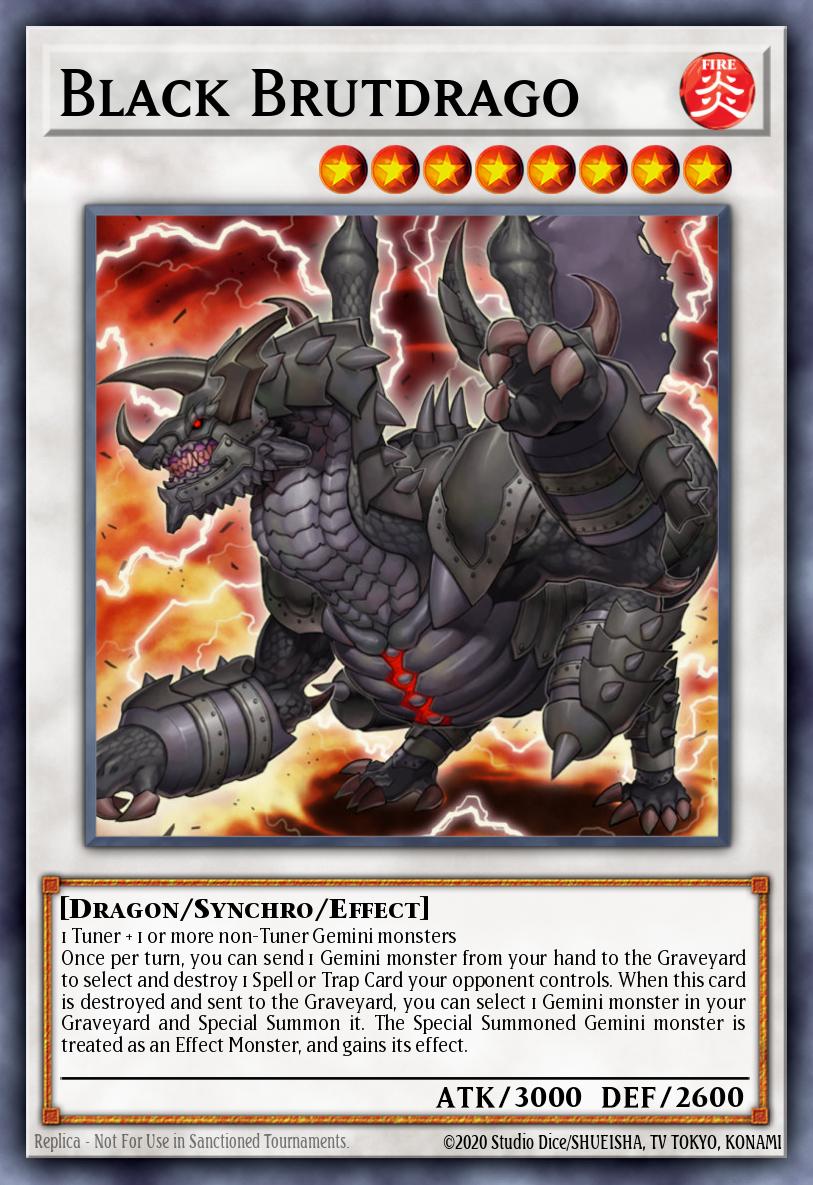 Black Brutdrago
FIRE
炎
[Dragon/Synchro/Effect]
1 Tuner + 1 or more non-Tuner Gemini monsters
Once per turn, you can send 1 Gemini monster from your hand to the Graveyard
to select and destroy 1 Spell or Trap Card your opponent controls. When this card
is destroyed and sent to the Graveyard, you can select 1 Gemini monster in your
Graveyard and Special Summon it. The Special Summoned Gemini monster is
treated as an Effect Monster, and gains its effect.
ATK/3000 DEF/2600
Replica - Not For Use in Sanctioned Tournaments.
©2020 Studio Dice/SHUEISHA, TV TOKYO, KONAMI